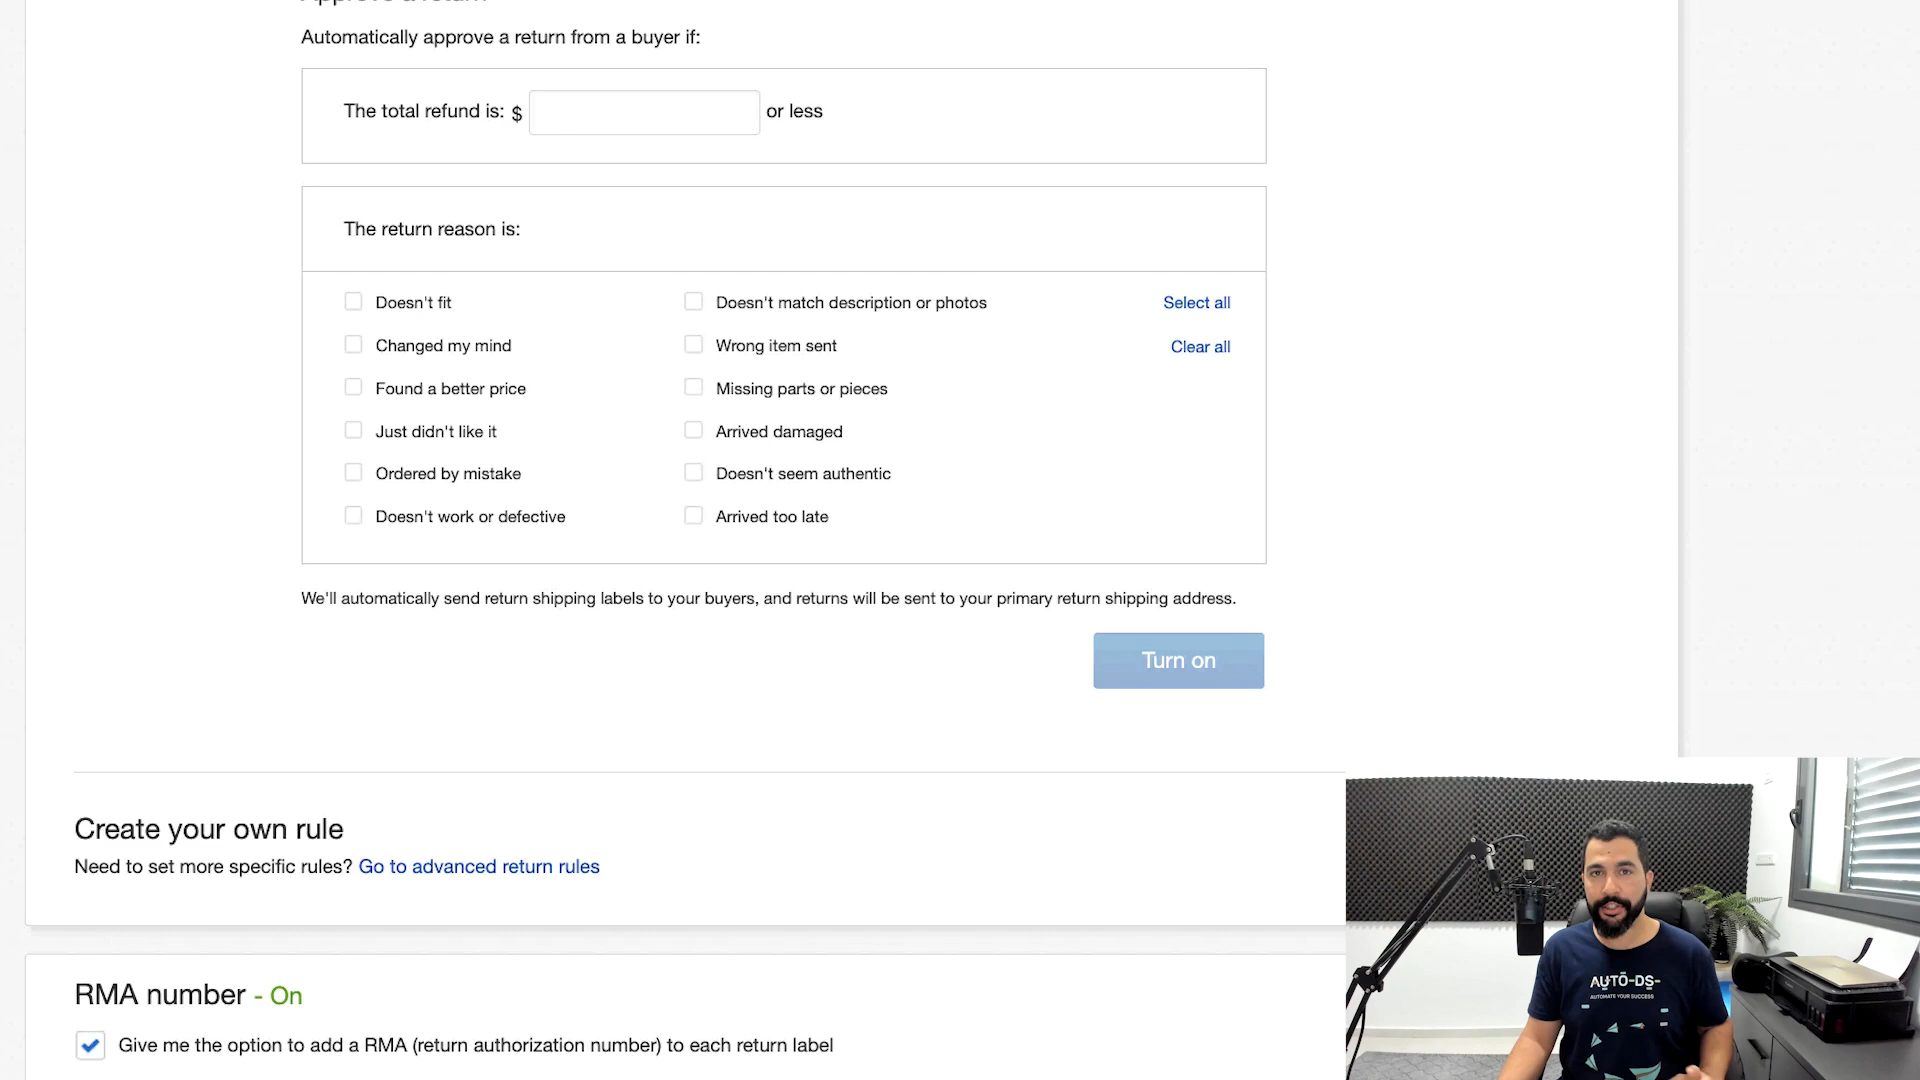 Approve a return
Automatically approve a return from a buyer if:
The total refund is: $ or less
The return reason is:
Doesn't fit
Doesn't match description or photos
Select all
Changed my mind
Wrong item sent
Clear all
Found a better price
Missing parts or pieces
Just didn't like it
Arrived damaged
Ordered by mistake
Doesn't seem authentic
Doesn't work or defective
Arrived too late
We'll automatically send return shipping labels to your buyers, and returns will be sent to your primary return shipping address.
Turn on
Create your own rule
Need to set more specific rules? Go to advanced return rules
RMA number - On
Give me the option to add a RMA (return authorization number) to each return label
AUTO-DS-
AUTOMATE YOUR SUCCESS